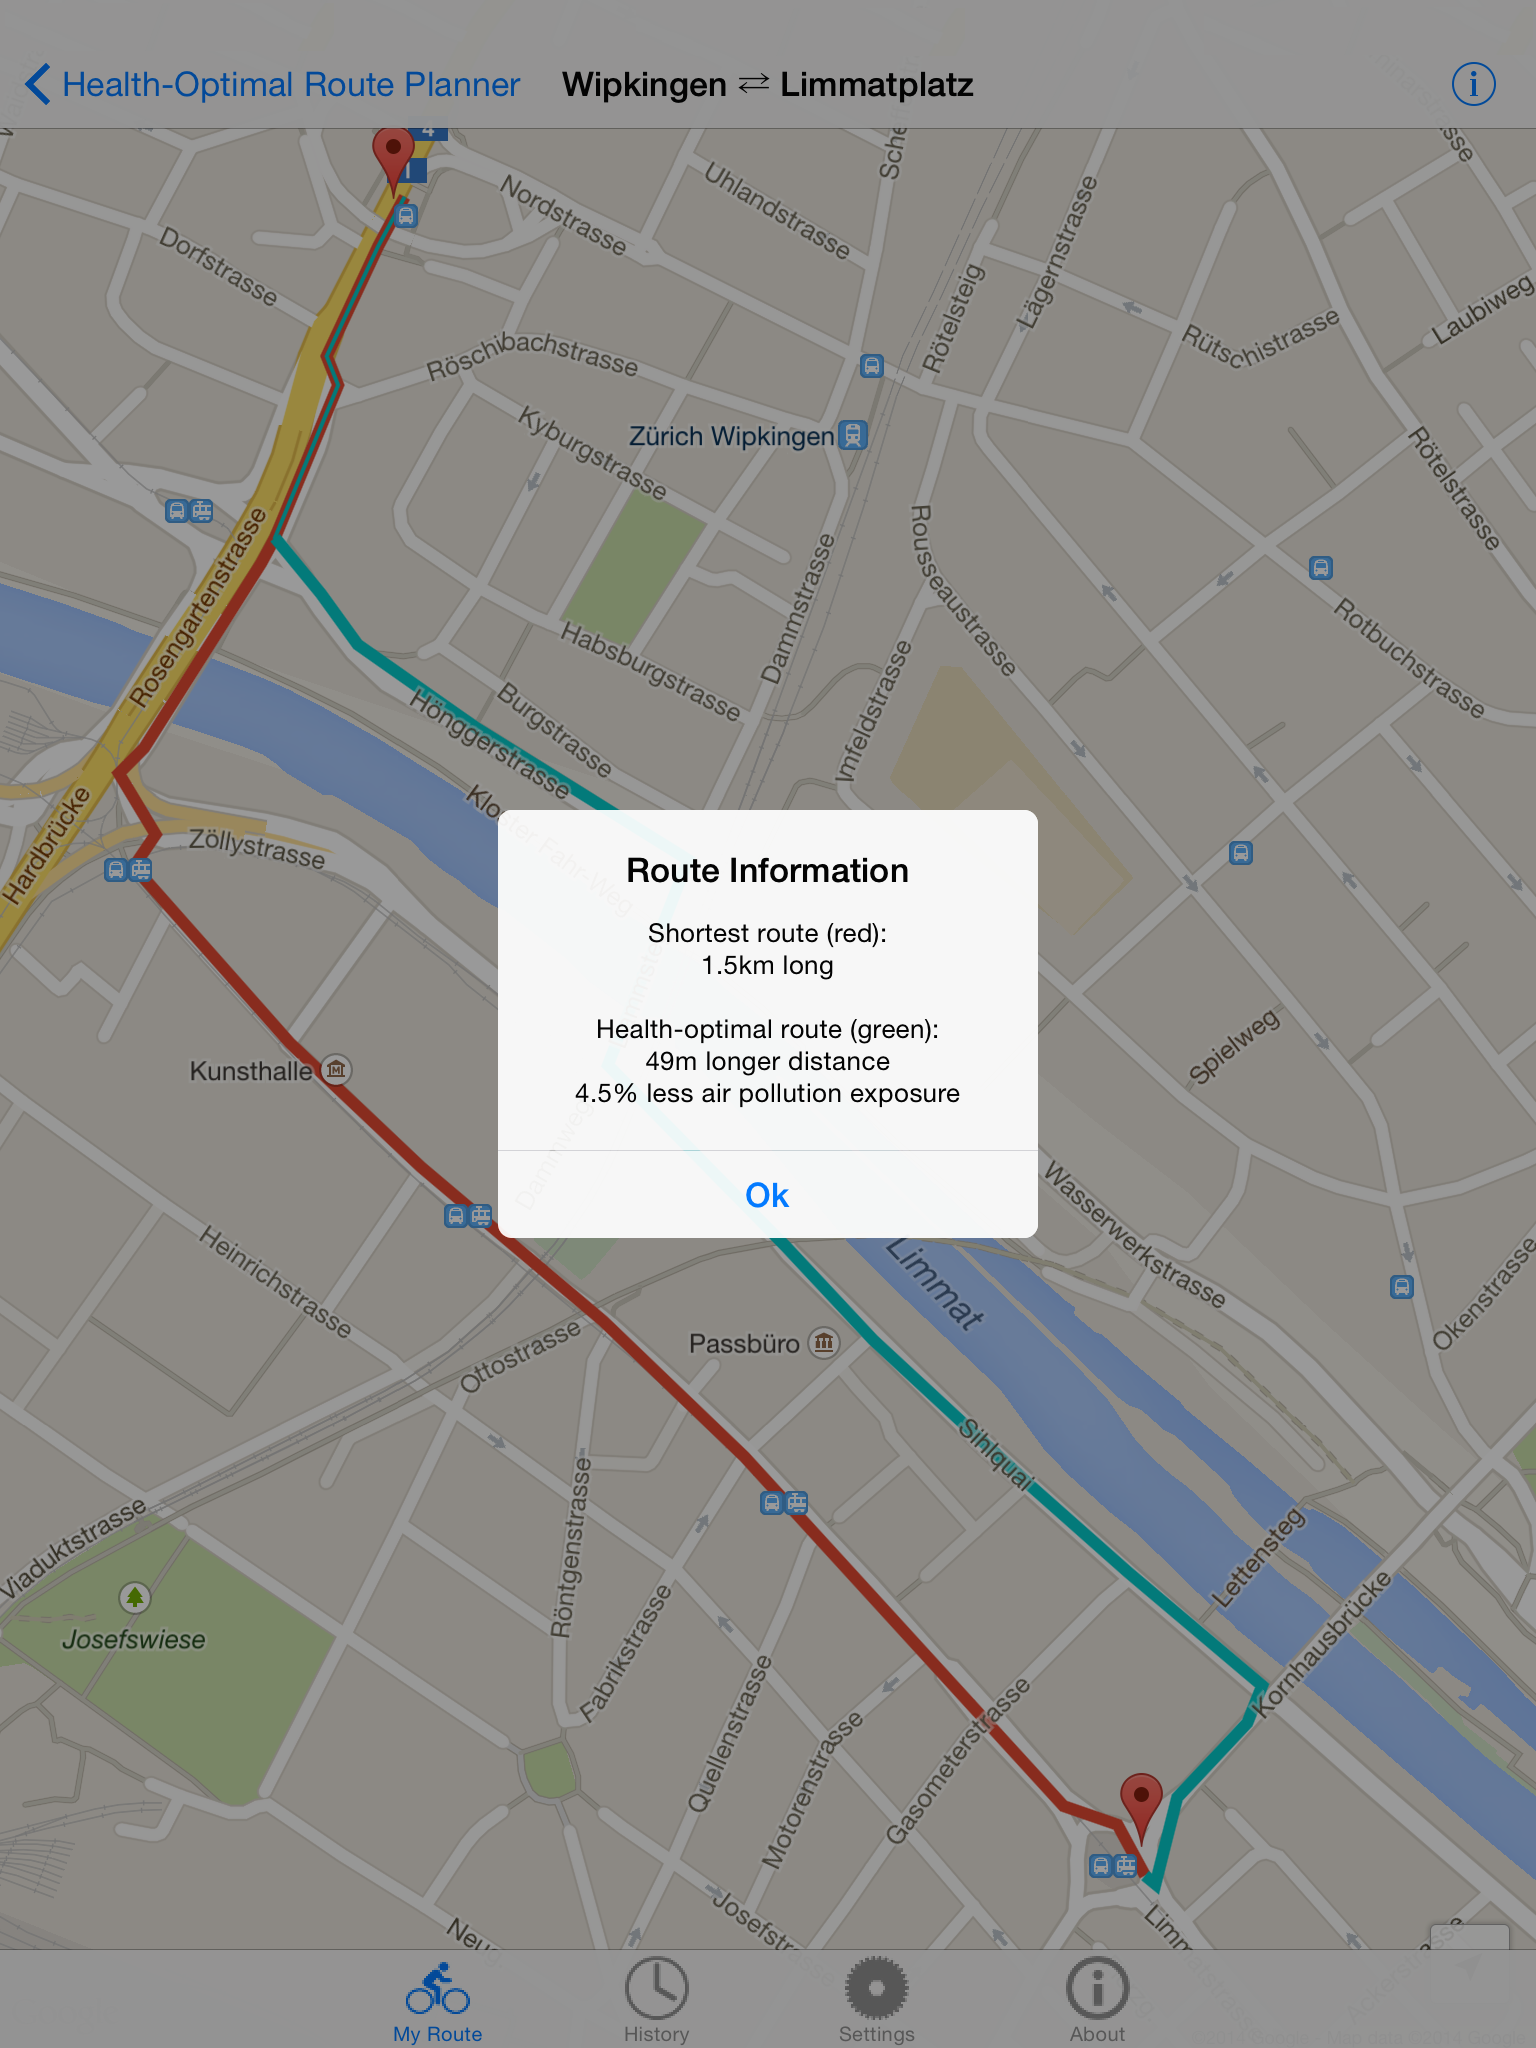 Health-Optimal Route Planner
Wipkingen ⇄ Limmatplatz
i
4
Nordstrasse
Uhlandstrasse
Dorfstrasse
Rötelsteig
Lägernstrasse
Laubiweg
Röschibachstrasse
Rütschistrasse
Kyburgstrasse
Zürich Wipkingen
Rötelstrasse
Rosengartenstrasse
Rousseaustrasse
Dammstrasse
Habsburgstrasse
Rotbuchstrasse
Imfeldstrasse
Burgstrasse
Hönggerstrasse
Hardbrücke
Zöllystrasse
Kunsthalle
Spielweg
Route Information
Shortest route (red):
1.5km long
Health-optimal route (green):
49m longer distance
4.5% less air pollution exposure
Ok
Wasserwerkstrasse
Limmat
Heinrichstrasse
Okenstrasse
Passbüro
Ottostrasse
Sihlquai
Viaduktstrasse
Röntgenstrasse
Lettensteg
Josefswiese
Fabrikstrasse
Kornhausbrücke
Quellenstrasse
Motorenstrasse
Gasometerstrasse
My Route
History
Settings
About